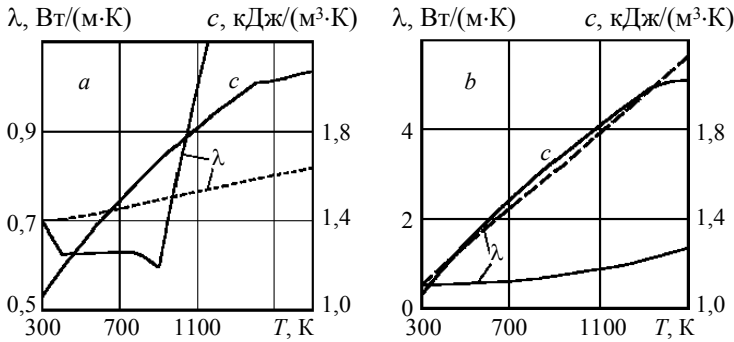 λ, Вт/(м·К) c, кДж/(м³·К) λ, Вт/(м·К) c, кДж/(м³·К)
a c b
0,9 1,8 4 1,8
λ c
0,7 1,4 2 1,4
λ
0,5 1,0 0 1,0
300 700 1100 T, К 300 700 1100 T, К